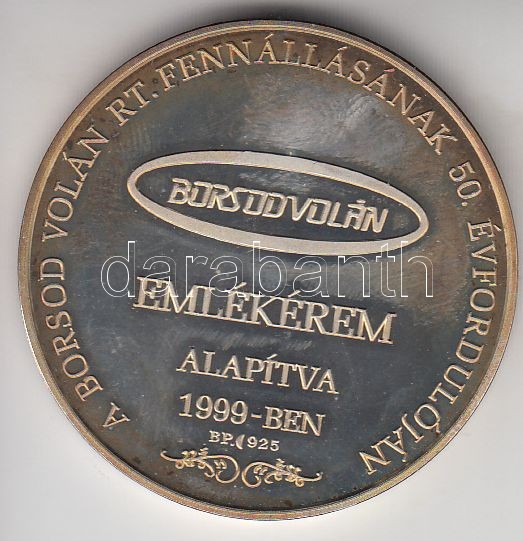 A BORSOD VOLÁN RT. FENNÁLLÁSÁNAK 50. ÉVFORDULÓJÁN
BORSODVOLÁN
darabanth
EMLÉKÉREM
ALAPÍTVA
1999-BEN
BP. 925